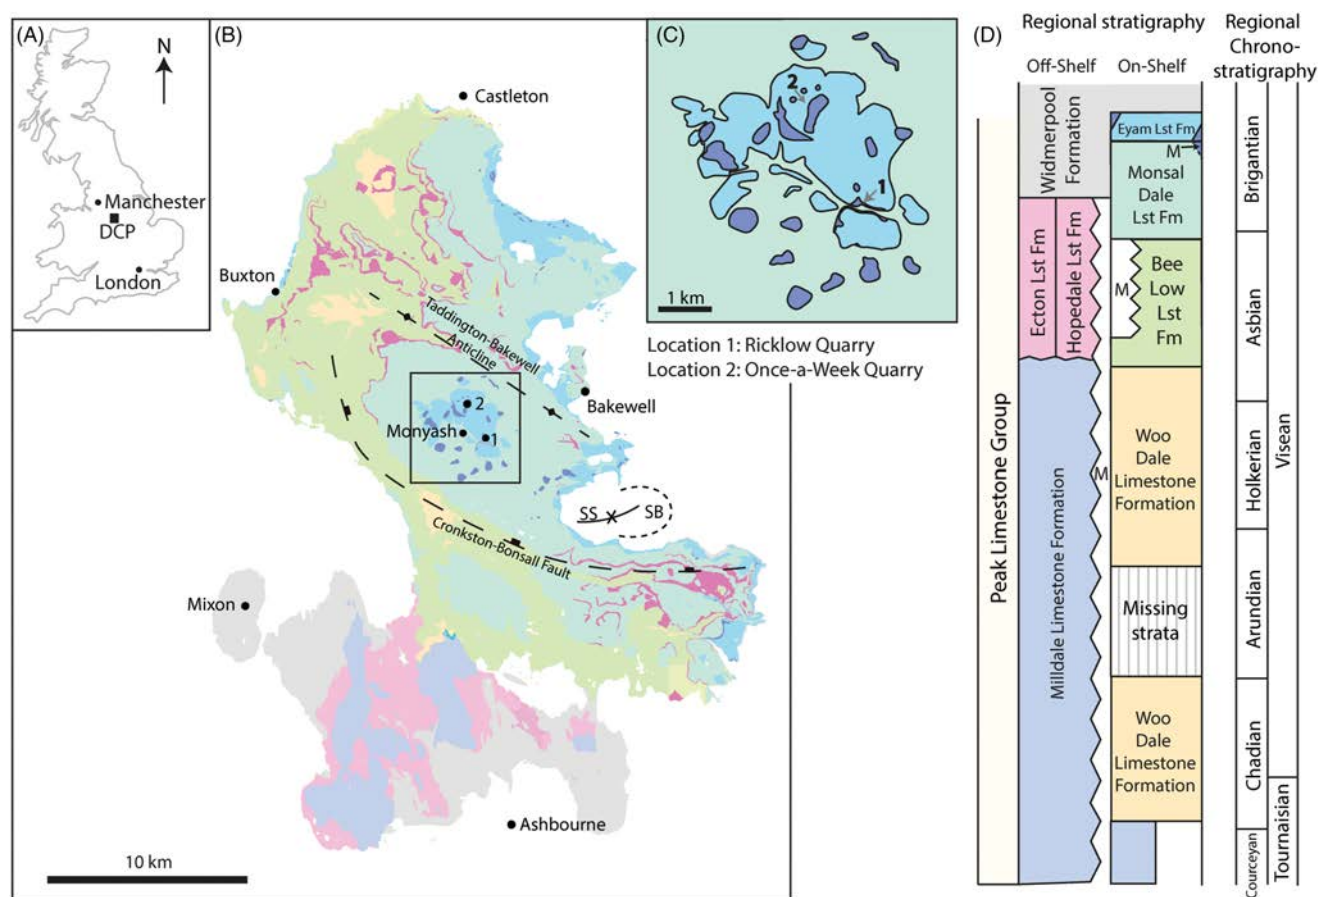 (A)
N
Manchester
DCP
London
(B)
Castleton
Buxton
Taddington-Bakewell
Anticline
Bakewell
2
Monyash
1
SS
SB
Cronkston-Bonsall Fault
Mixon
Ashbourne
10 km
(C)
2
1
1 km
Location 1: Ricklow Quarry
Location 2: Once-a-Week Quarry
(D)
Regional stratigraphy
Off-Shelf
On-Shelf
Regional
Chrono-
stratigraphy
Peak Limestone Group
Widmerpool
Formation
Ecton Lst Fm
Hopedale Lst Fm
Milldale Limestone Formation
Eyam Lst Fm
M
Monsal
Dale
Lst Fm
M
Bee
Low
Lst
Fm
M
Woo
Dale
Limestone
Formation
Missing
strata
Woo
Dale
Limestone
Formation
Brigantian
Asbian
Holkerian
Arundian
Chadian
Courceyan
Visean
Tournaisian